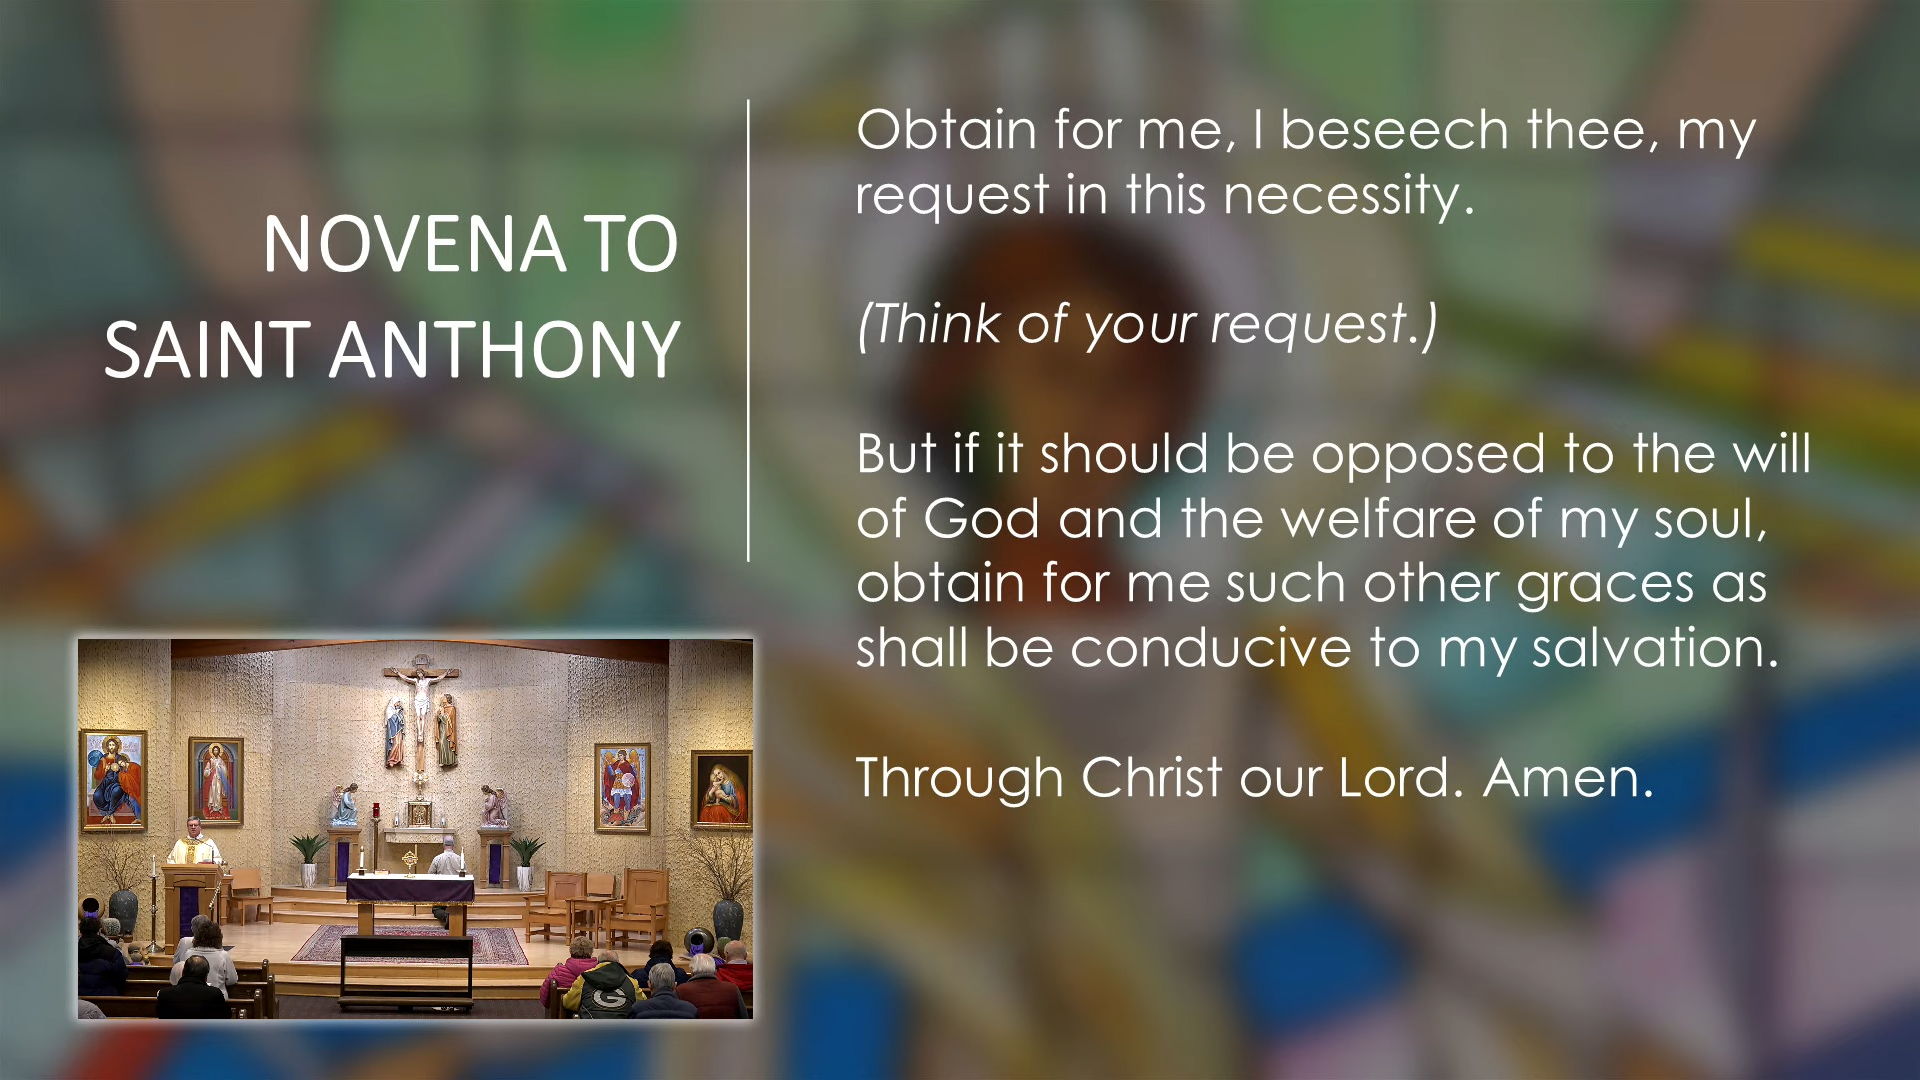 NOVENA TO
SAINT ANTHONY
Obtain for me, I beseech thee, my
request in this necessity.
(Think of your request.)
But if it should be opposed to the will
of God and the welfare of my soul,
obtain for me such other graces as
shall be conducive to my salvation.
Through Christ our Lord. Amen.
G